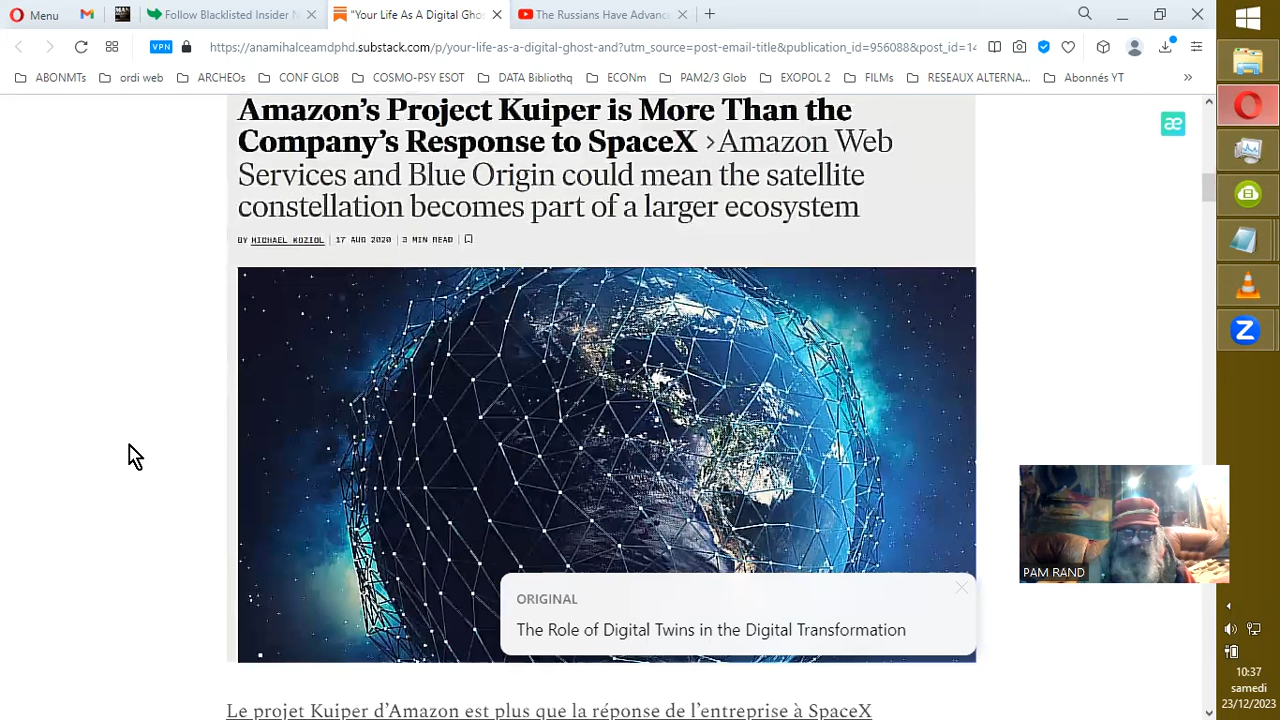 Menu
Follow Blacklisted Insider N
"Your Life As A Digital Ghos
The Russians Have Advanc
VPN
https://anamihalceamdphd.substack.com/p/your-life-as-a-digital-ghost-and?utm_source=post-email-title&publication_id=956088&post_id=14
ABONMTs
ordi web
ARCHEOs
CONF GLOB
COSMO-PSY ESOT
DATA Biblmhq
ECONm
PAM2/3 Glob
EXOPOL 2
FILMs
RESEAUX ALTERNA...
Abonnés YT
»
Amazon's Project Kuiper is More Than the
Company's Response to SpaceX >Amazon Web
Services and Blue Origin could mean the satellite
constellation becomes part of a larger ecosystem
BY MICHAEL KOZIOL | 17 AUG 2020 | 3 MIN READ |
æ
ORIGINAL
The Role of Digital Twins in the Digital Transformation
PAM RAND
Le projet Kuiper d'Amazon est plus que la réponse de l'entreprise à SpaceX
Z
10:37
samedi
23/12/2023